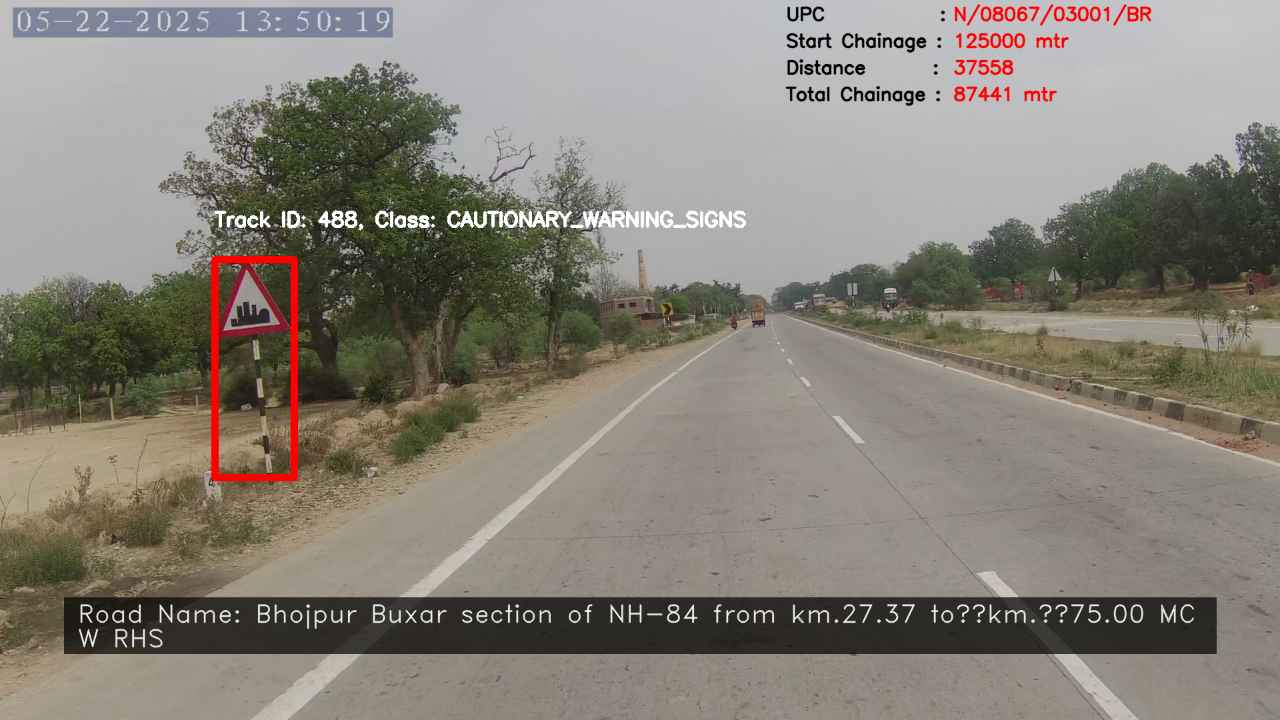 05-22-2025 13:50:19
UPC : N/08067/03001/BR
Start Chainage : 125000 mtr
Distance : 37558
Total Chainage : 87441 mtr
Track ID: 488, Class: CAUTIONARY_WARNING_SIGNS
4
Road Name: Bhojpur Buxar section of NH-84 from km.27.37 to??km.??75.00 MC
W RHS